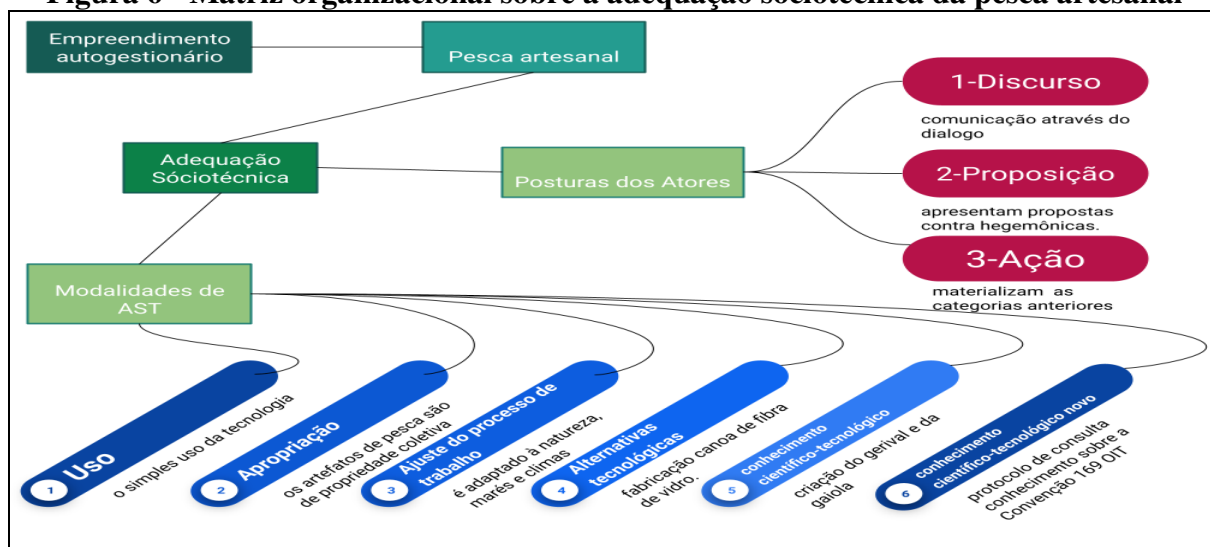 Figura 6 - Matriz organizacional sobre a adequação sociotécnica da pesca artesanal
Empreendimento
autogestionário
Pesca artesanal
Adequação
Sóciotécnica
Posturas dos Atores
1-Discurso
comunicação através do
dialogo
2-Proposição
apresentam propostas
contra hegemônicas.
3-Ação
materializam as
categorias anteriores
Modalidades de
AST
1
Uso
o simples uso da tecnologia
2
Apropriação
os artefatos de pesca são
de propriedade coletiva
3
Ajuste do processo de
trabalho
é adaptado à natureza,
marés e climas
4
Alternativas
tecnológicas
fabricação canoa de fibra
de vidro.
5
conhecimento
científico-tecnológico
criação do gerival e da
gaiola
6
conhecimento
científico-tecnológico novo
protocolo de consulta
conhecimento sobre a
Convenção 169 OIT